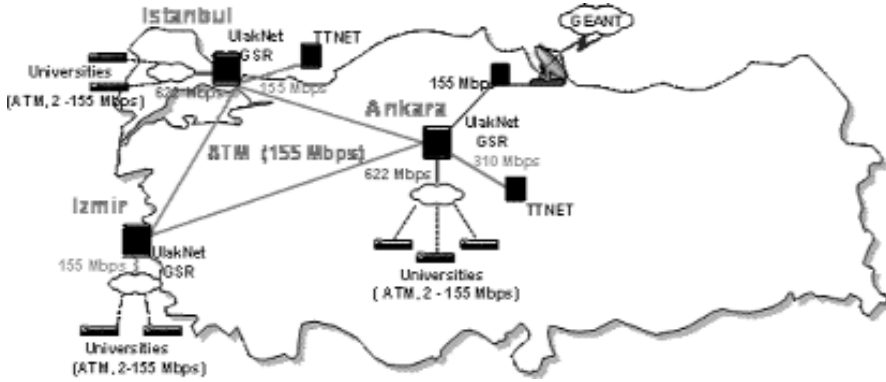 Istanbul
UlakNet
GSR
TTNET
GEANT
Universities
(ATM, 2 -155 Mbps)
622 Mbps
155 Mbps
155 Mbps
Ankara
UlakNet
GSR
310 Mbps
ATM (155 Mbps)
622 Mbps
TTNET
Izmir
UlakNet
GSR
155 Mbps
Universities
( ATM, 2 - 155 Mbps)
Universities
(ATM, 2-155 Mbps)